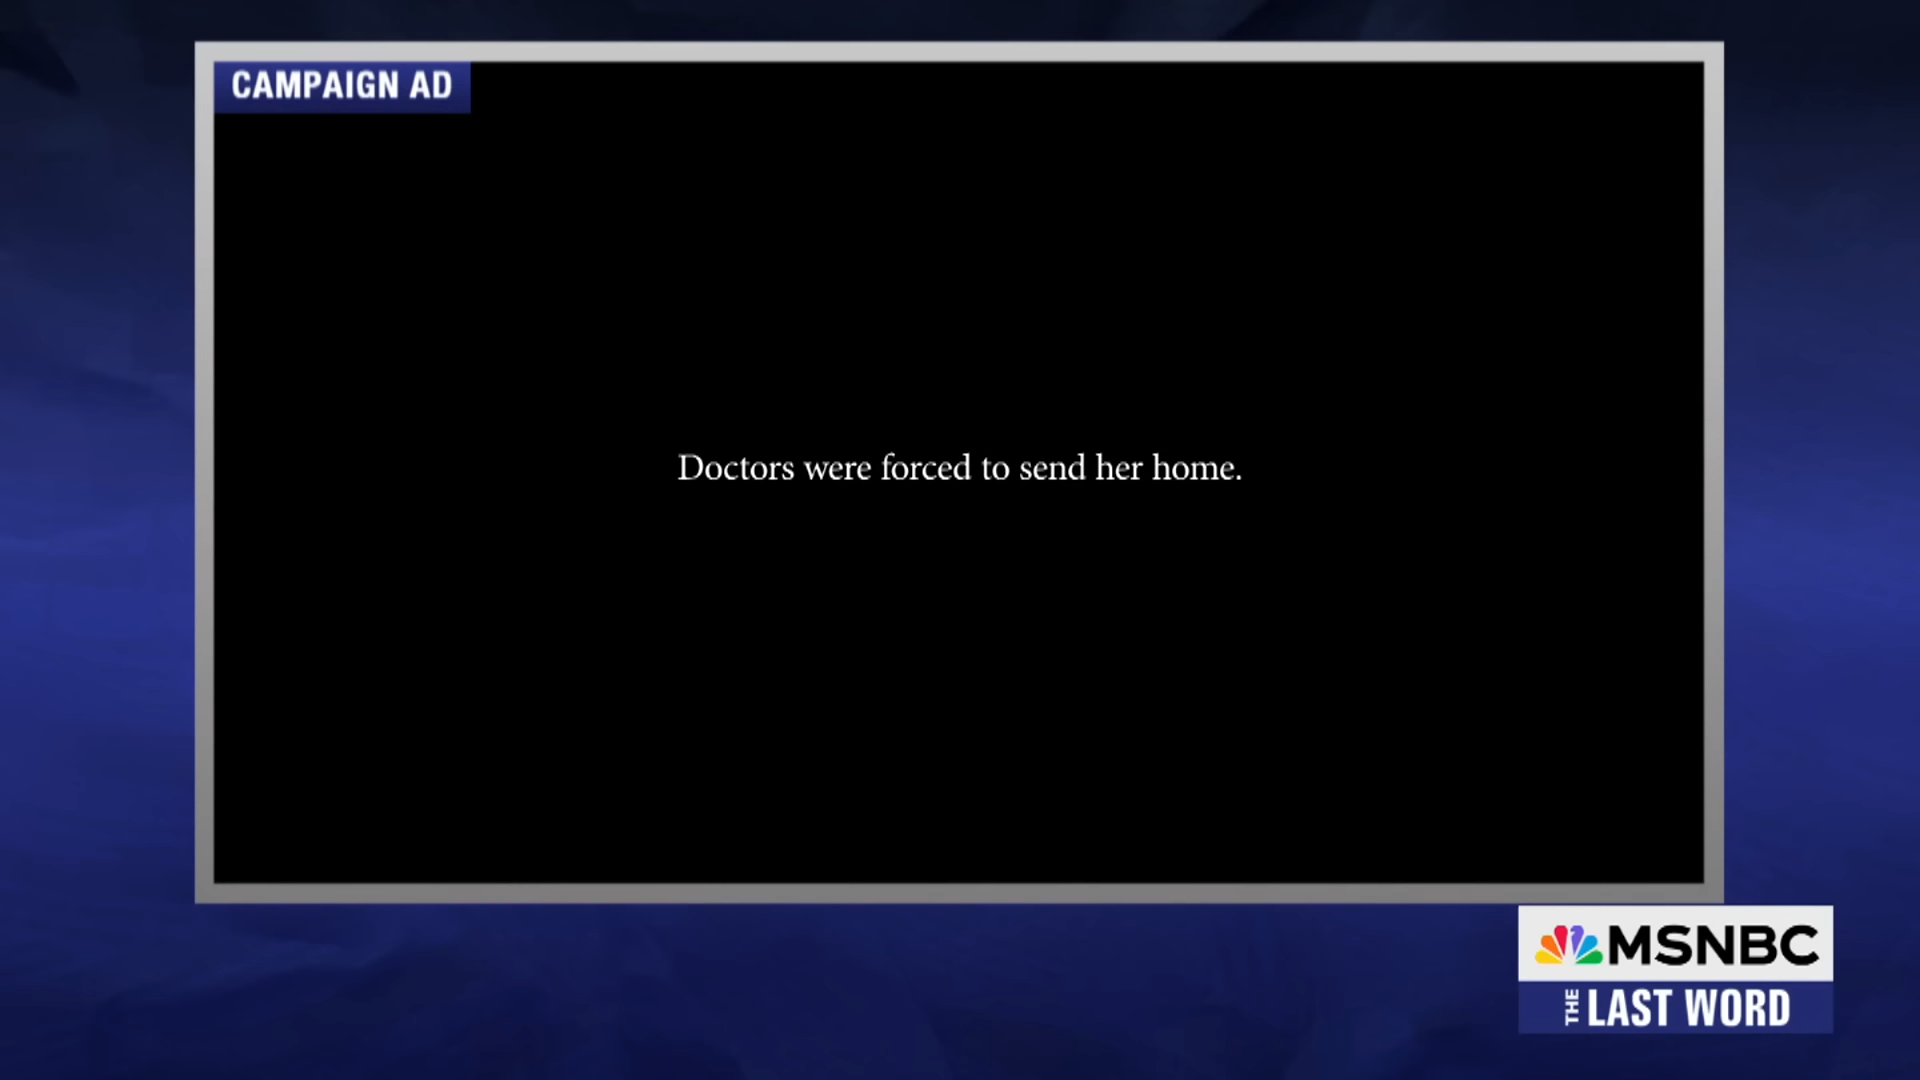 CAMPAIGN AD
Doctors were forced to send her home.
MSNBC
THE LAST WORD